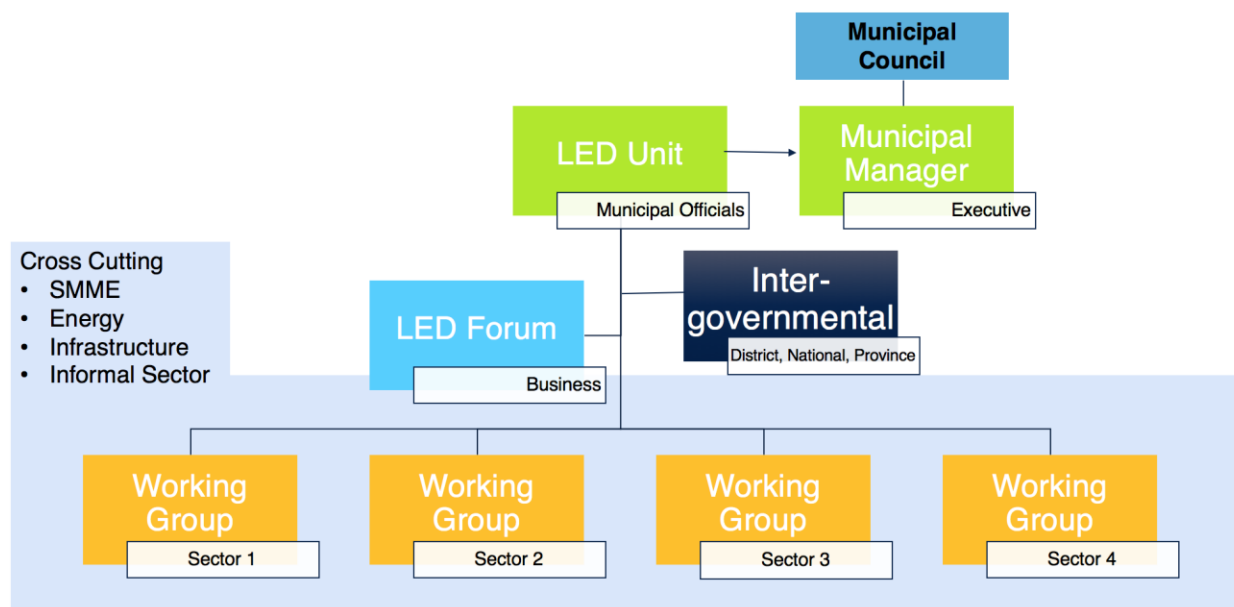 Municipal
Council
LED Unit
Municipal Officials
Municipal
Manager
Executive
Cross Cutting
• SMME
• Energy
• Infrastructure
• Informal Sector
LED Forum
Business
Inter-
governmental
District, National, Province
Working
Group
Sector 1
Working
Group
Sector 2
Working
Group
Sector 3
Working
Group
Sector 4